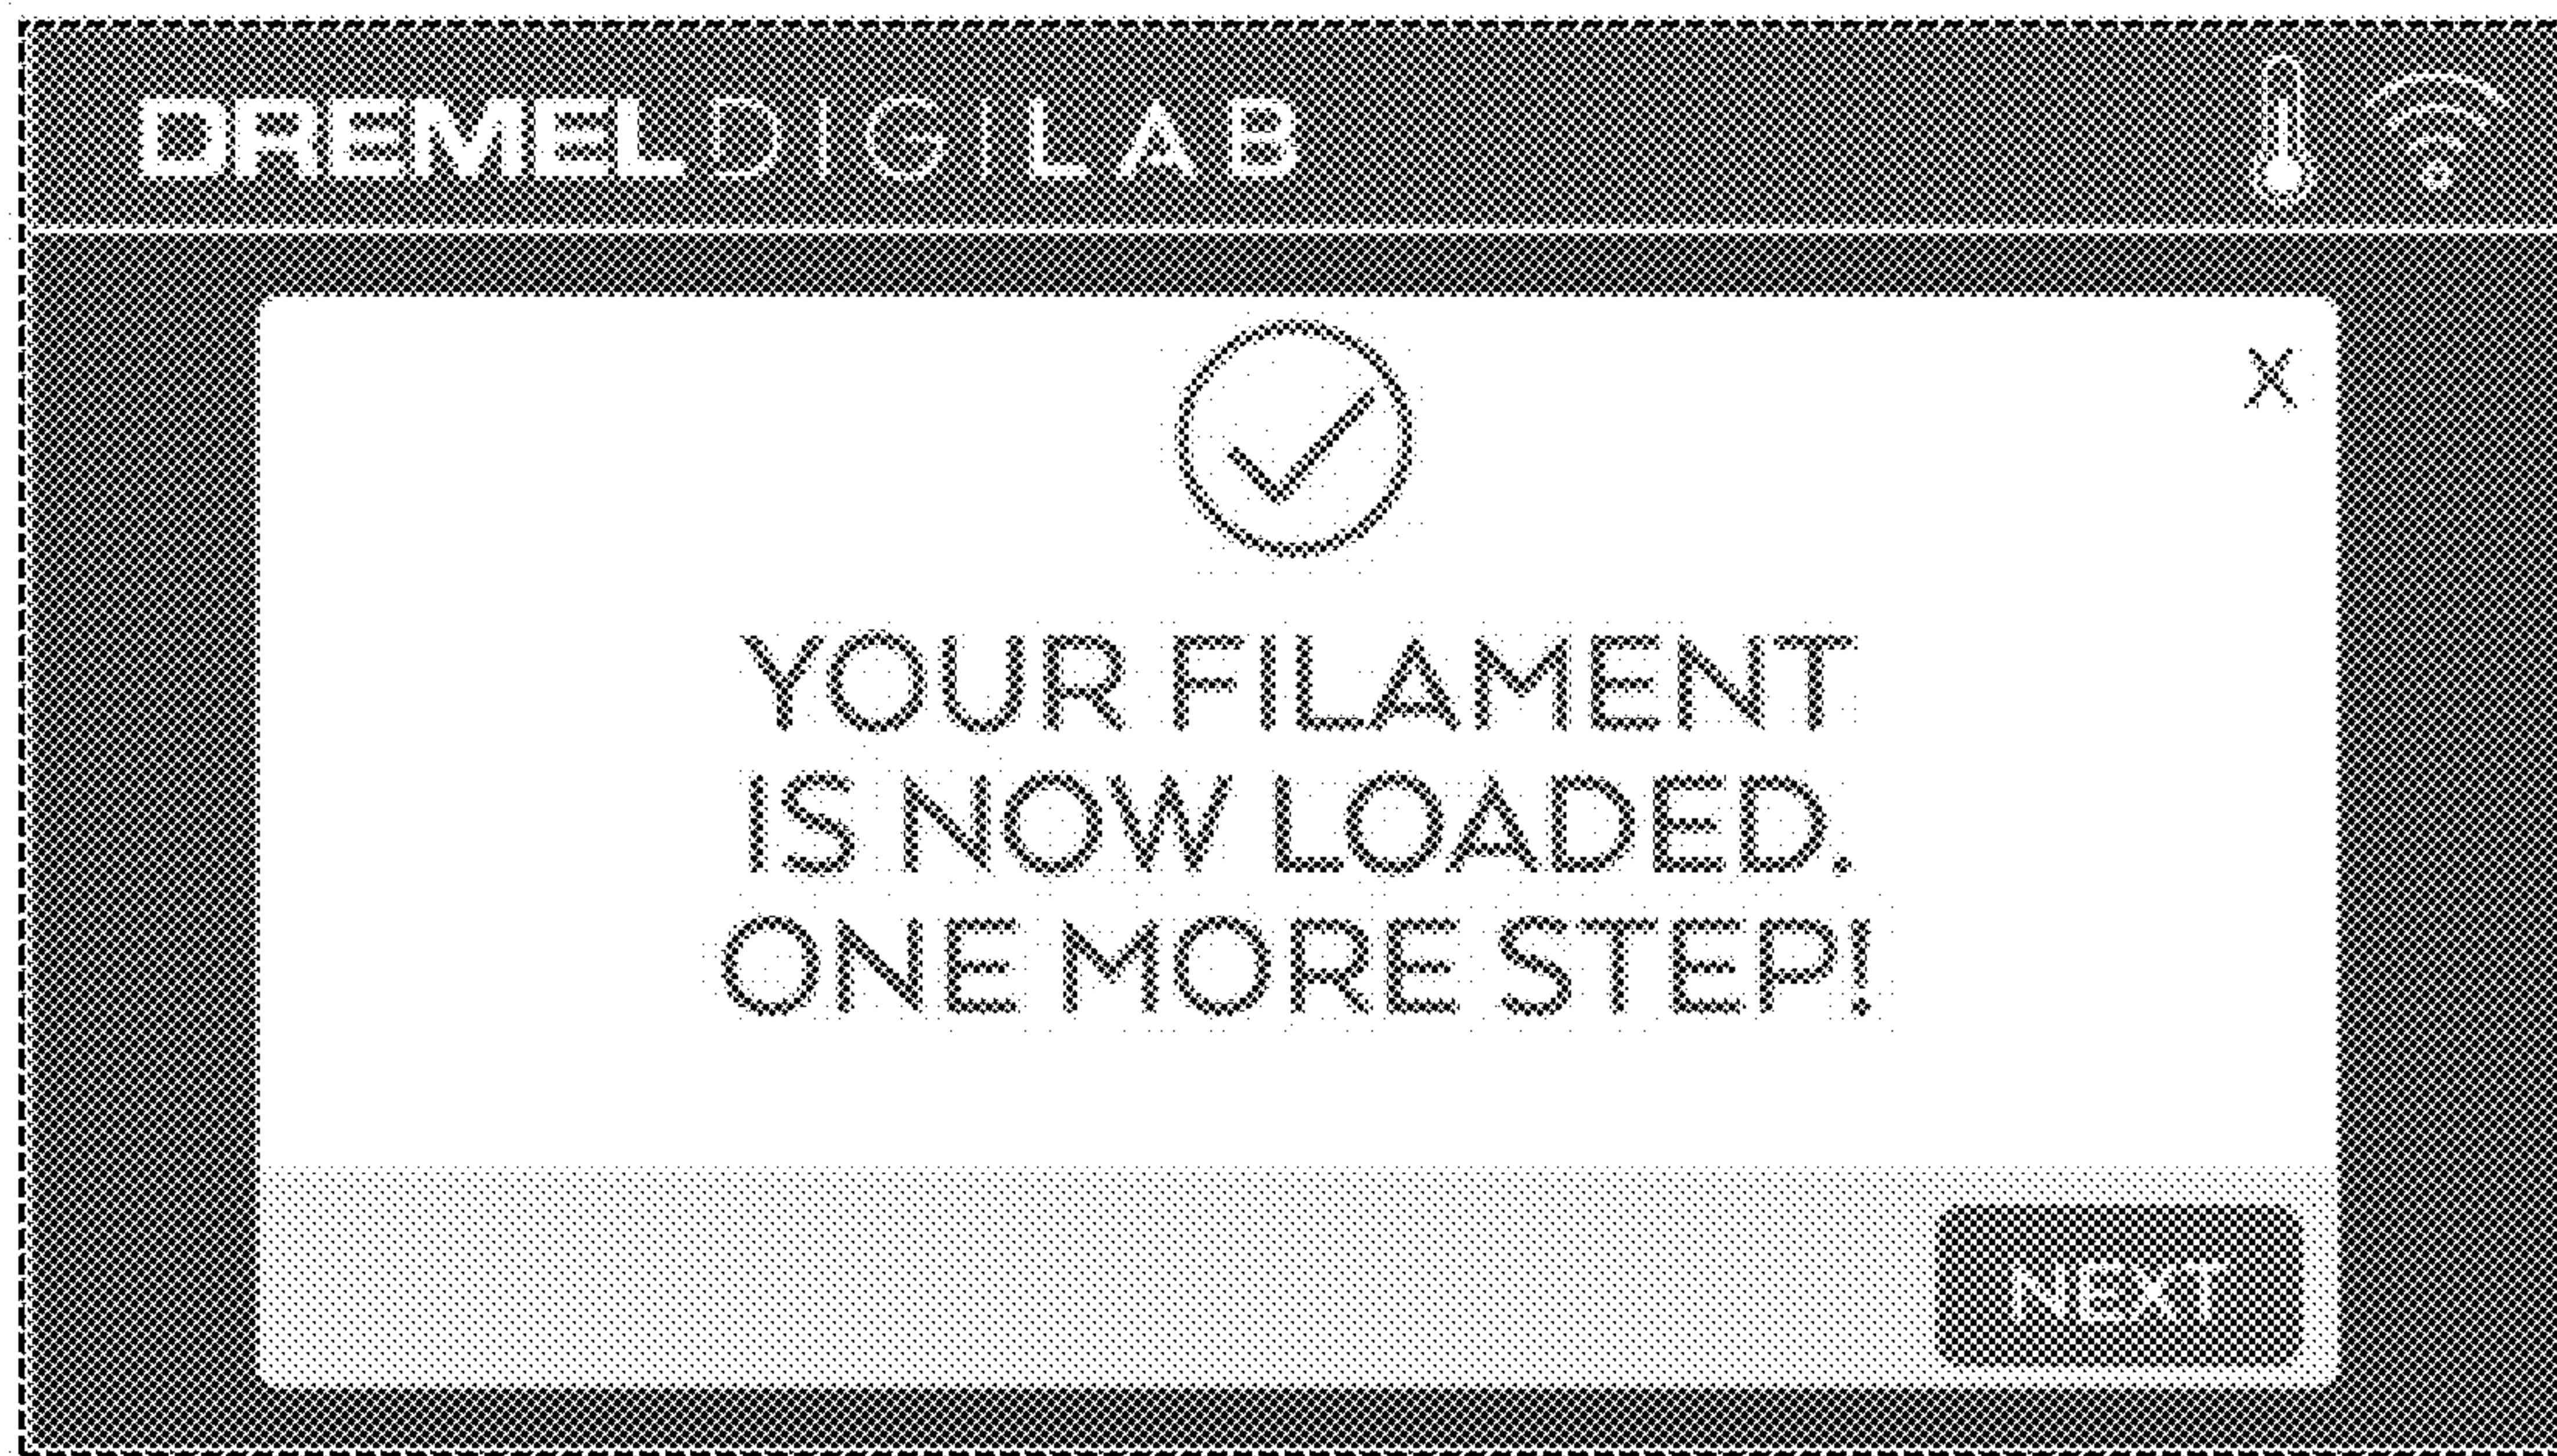 DREMEL DIGILAB
X
YOUR FILAMENT
IS NOW LOADED.
ONE MORE STEP!
NEXT